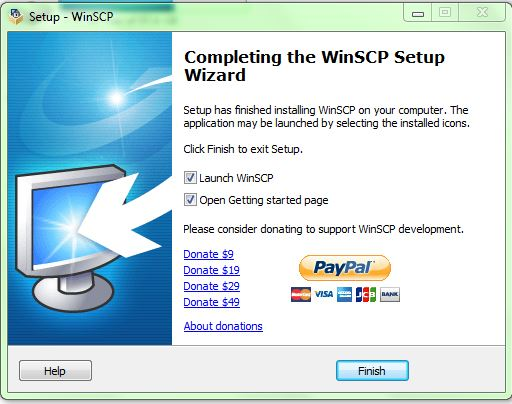 Setup - WinSCP
Completing the WinSCP Setup
Wizard
Setup has finished installing WinSCP on your computer. The
application may be launched by selecting the installed icons.
Click Finish to exit Setup.
Launch WinSCP
Open Getting started page
Please consider donating to support WinSCP development.
Donate $9
Donate $19
Donate $29
Donate $49
About donations
PayPal
MasterCard VISA AMEX JCB BANK
Help
Finish